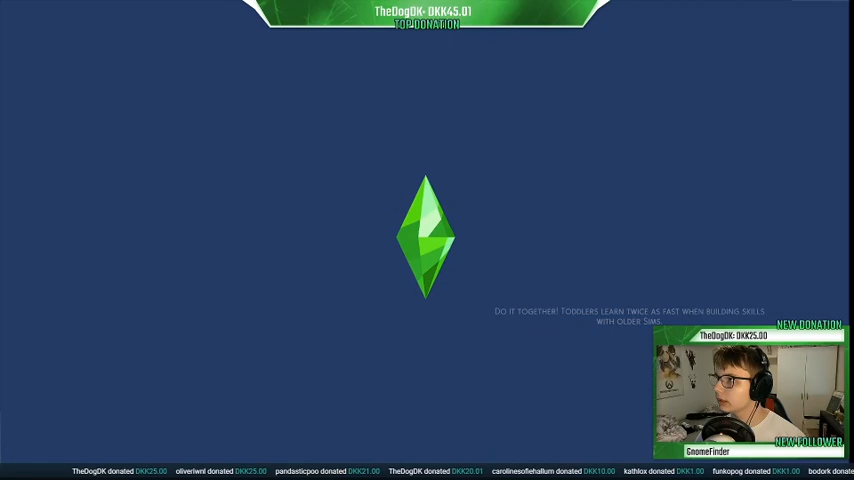 TheDogDK: DKK45.01
TOP DONATION
DO IT TOGETHER! TODDLERS LEARN TWICE AS FAST WHEN BUILDING SKILLS
WITH OLDER SIMS.
NEW DONATION
TheDogDK: DKK25.00
NEW FOLLOWER
GnomeFinder
TheDogDK donated DKK25.00 oliveriwnl donated DKK25.00 pandasticpoo donated DKK21.00 TheDogDK donated DKK20.01 carolinesofiehallum donated DKK10.00 kathlox donated DKK1.00 funkopog donated DKK1.00 bodork donate